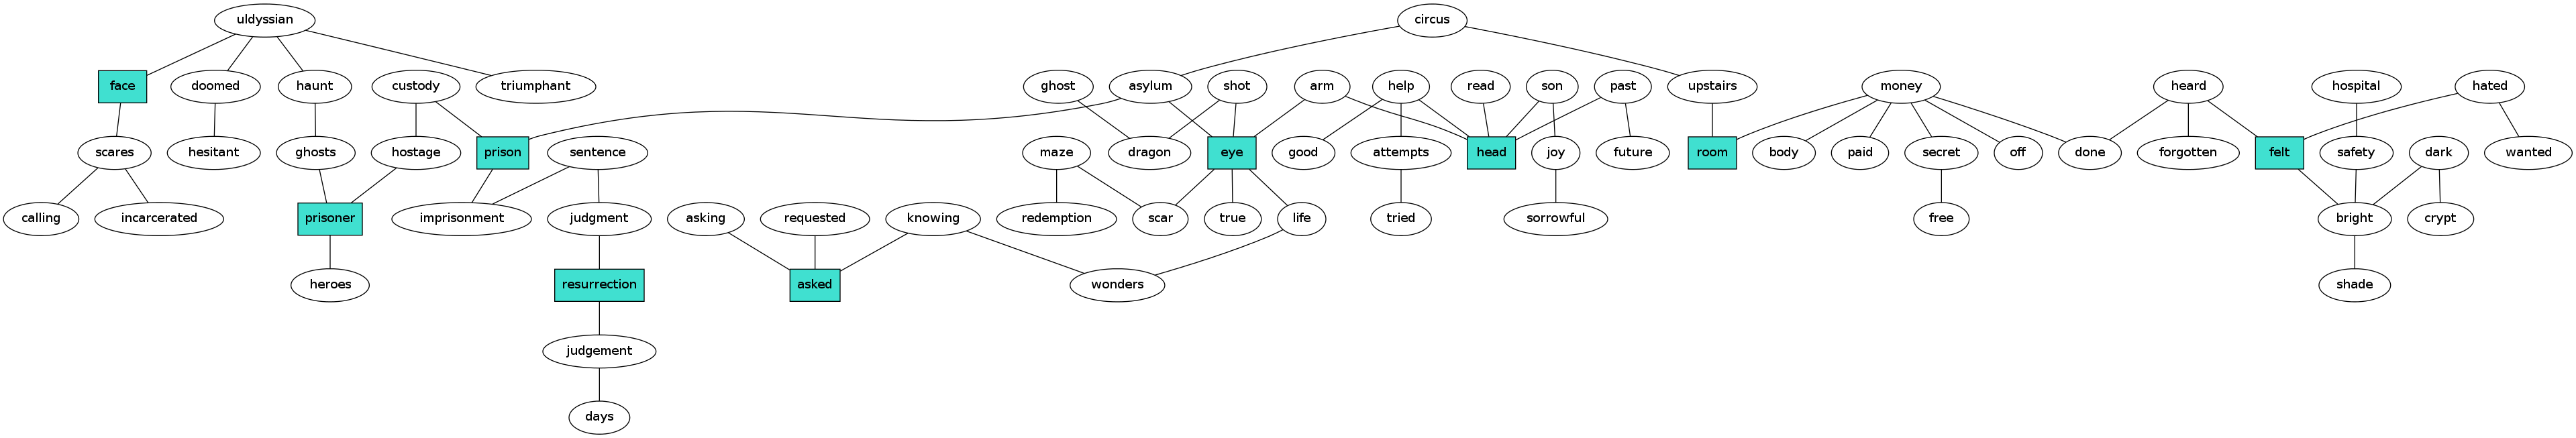 uldyssian circus
face doomed haunt custody triumphant ghost asylum shot arm help read son past upstairs money heard hospital hated
scares hesitant ghosts hostage prison sentence maze dragon eye good attempts head joy future room body paid secret off done forgotten felt safety dark wanted
calling incarcerated prisoner imprisonment judgment asking requested knowing redemption scar true life tried sorrowful free bright crypt
heroes resurrection asked wonders shade
judgement
days